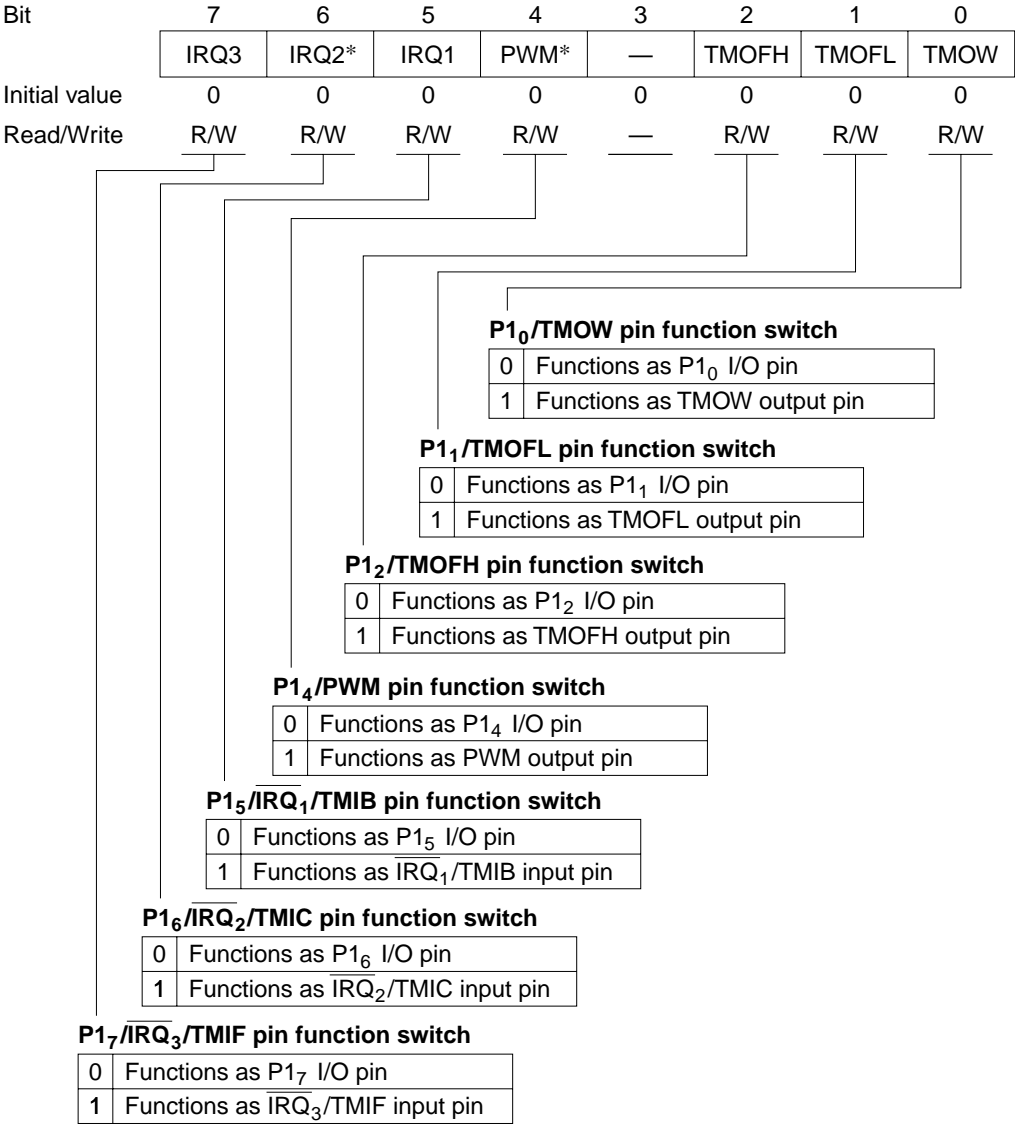 Bit 7 6 5 4 3 2 1 0
IRQ3 IRQ2* IRQ1 PWM* — TMOFH TMOFL TMOW
Initial value 0 0 0 0 0 0 0 0
Read/Write R/W R/W R/W R/W — R/W R/W R/W
P1₀/TMOW pin function switch
0 Functions as P1₀ I/O pin
1 Functions as TMOW output pin
P1₁/TMOFL pin function switch
0 Functions as P1₁ I/O pin
1 Functions as TMOFL output pin
P1₂/TMOFH pin function switch
0 Functions as P1₂ I/O pin
1 Functions as TMOFH output pin
P1₄/PWM pin function switch
0 Functions as P1₄ I/O pin
1 Functions as PWM output pin
P1₅/I̅R̅Q̅₁/TMIB pin function switch
0 Functions as P1₅ I/O pin
1 Functions as I̅R̅Q̅₁/TMIB input pin
P1₆/I̅R̅Q̅₂/TMIC pin function switch
0 Functions as P1₆ I/O pin
1 Functions as I̅R̅Q̅₂/TMIC input pin
P1₇/I̅R̅Q̅₃/TMIF pin function switch
0 Functions as P1₇ I/O pin
1 Functions as I̅R̅Q̅₃/TMIF input pin